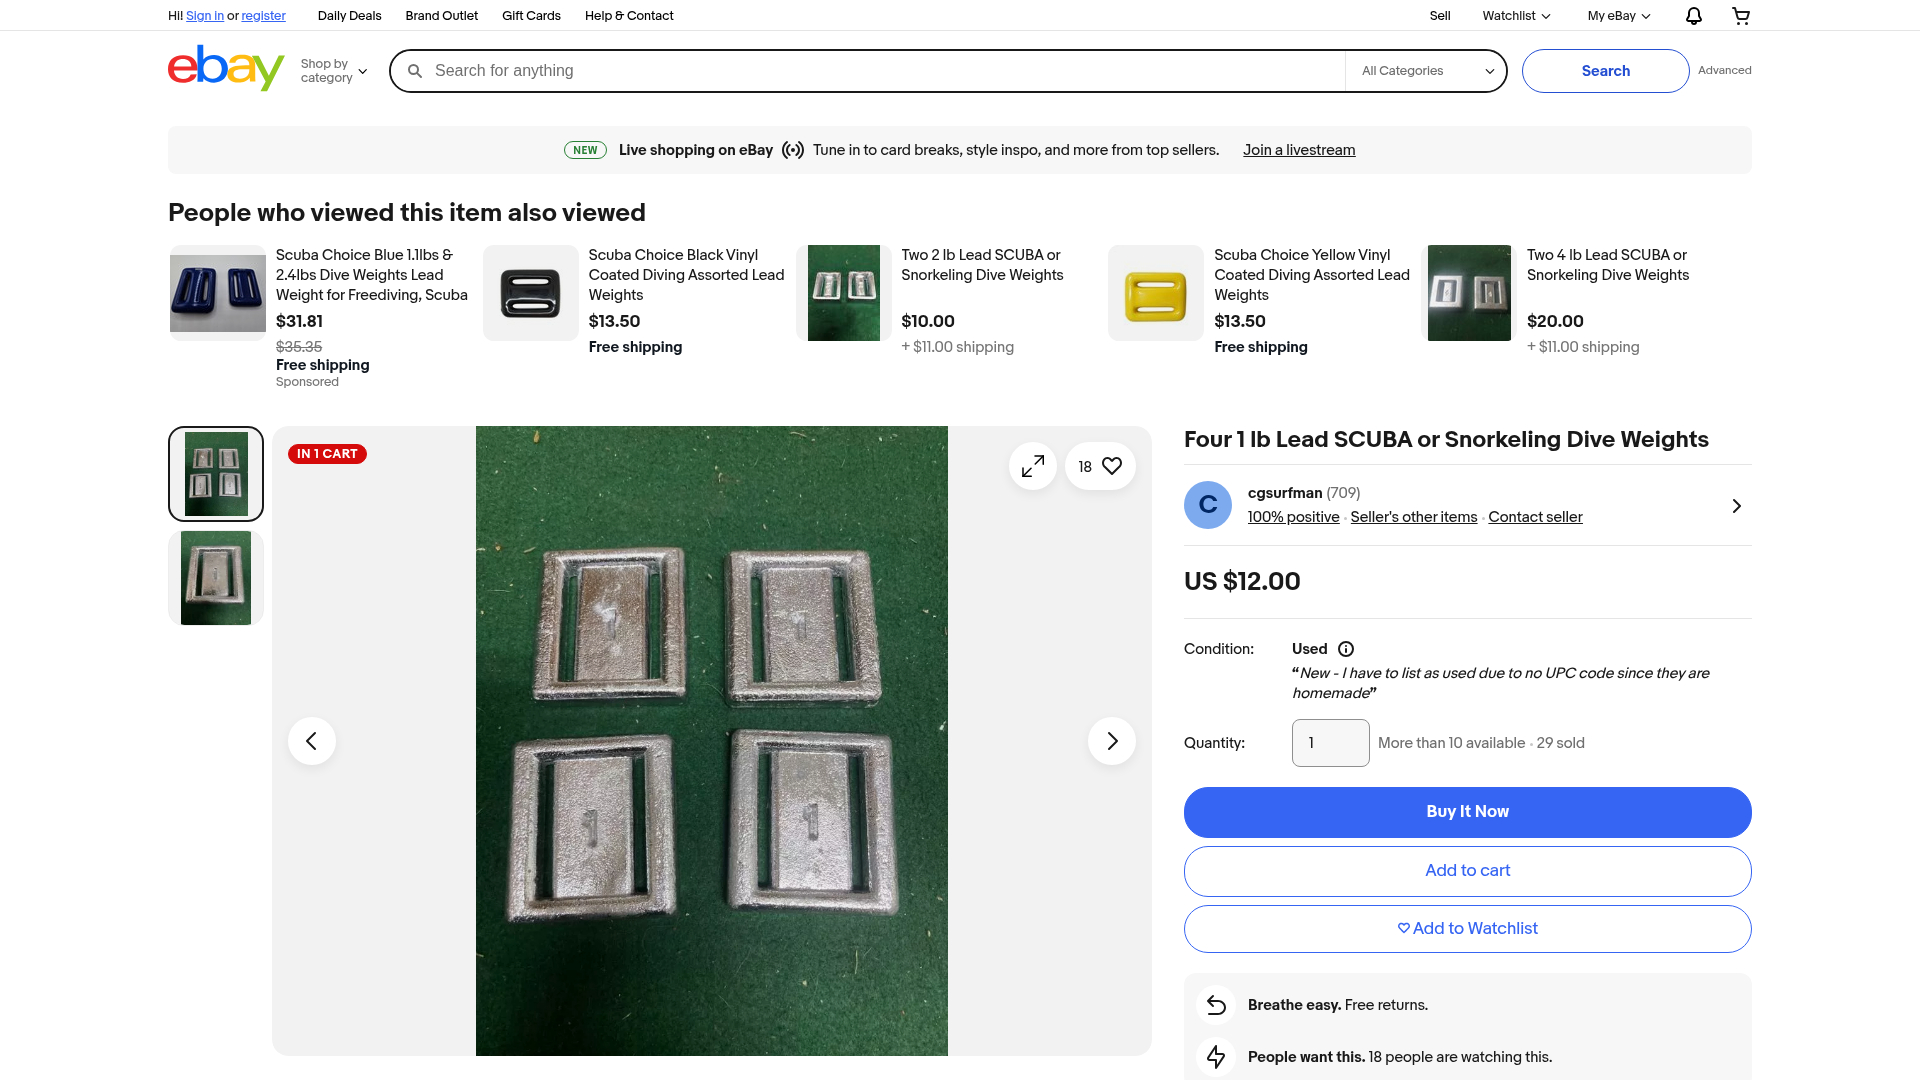 Hi! Sign in or register
Daily Deals
Brand Outlet
Gift Cards
Help & Contact
Sell
Watchlist
My eBay
ebay
Shop by category
Search for anything
All Categories
Search
Advanced
NEW
Live shopping on eBay
Tune in to card breaks, style inspo, and more from top sellers.
Join a livestream
People who viewed this item also viewed
Scuba Choice Blue 1.1lbs &
2.4lbs Dive Weights Lead
Weight for Freediving, Scuba
$31.81
$35.35
Free shipping
Sponsored
Scuba Choice Black Vinyl
Coated Diving Assorted Lead
Weights
$13.50
Free shipping
Two 2 lb Lead SCUBA or
Snorkeling Dive Weights
$10.00
+ $11.00 shipping
Scuba Choice Yellow Vinyl
Coated Diving Assorted Lead
Weights
$13.50
Free shipping
Two 4 lb Lead SCUBA or
Snorkeling Dive Weights
$20.00
+ $11.00 shipping
IN 1 CART
18
1
1
1
1
Four 1 lb Lead SCUBA or Snorkeling Dive Weights
C
cgsurfman (709)
100% positive · Seller's other items · Contact seller
US $12.00
Condition:
Used
“New - I have to list as used due to no UPC code since they are
homemade”
Quantity:
1
More than 10 available · 29 sold
Buy It Now
Add to cart
Add to Watchlist
Breathe easy. Free returns.
People want this. 18 people are watching this.